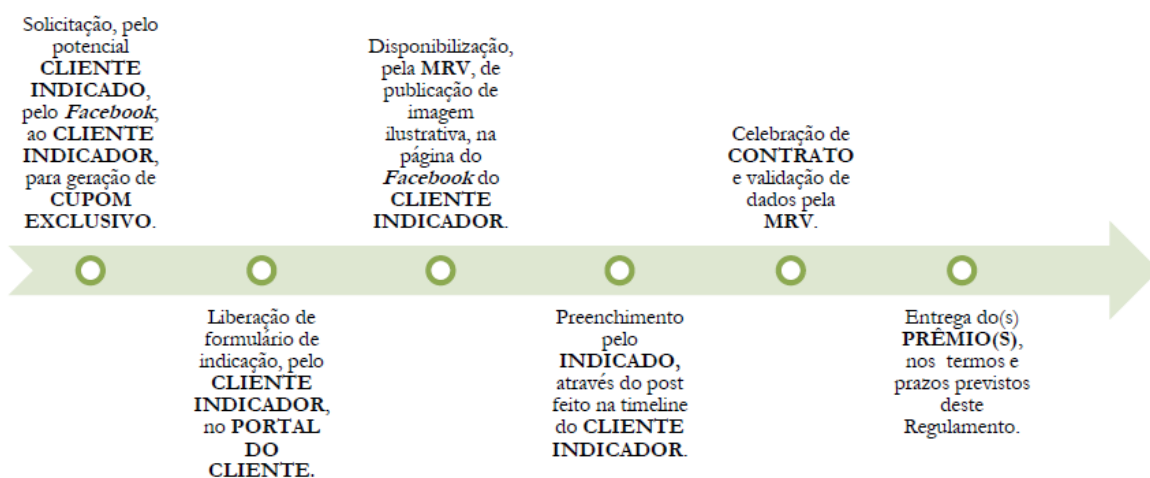 Solicitação, pelo
potencial
CLIENTE
INDICADO,
pelo Facebook,
ao CLIENTE
INDICADOR,
para geração de
CUPOM
EXCLUSIVO.
Liberação de
formulário de
indicação, pelo
CLIENTE
INDICADOR,
no PORTAL
DO
CLIENTE.
Disponibilização,
pela MRV, de
publicação de
imagem
ilustrativa, na
página do
Facebook do
CLIENTE
INDICADOR.
Preenchimento
pelo
INDICADO,
através do post
feito na timeline
do CLIENTE
INDICADOR.
Celebração de
CONTRATO
e validação de
dados pela
MRV.
Entrega do(s)
PRÊMIO(S),
nos termos e
prazos previstos
deste
Regulamento.